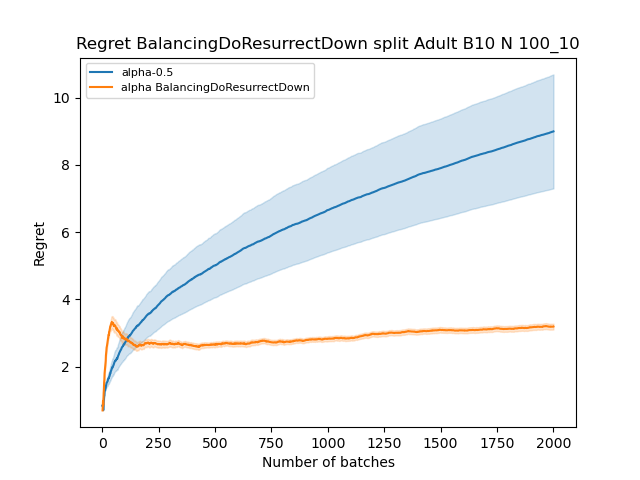 Regret BalancingDoResurrectDown split Adult B10 N 100_10
alpha-0.5
alpha BalancingDoResurrectDown
Regret
10
8
6
4
2
0
250
500
750
1000
1250
1500
1750
2000
Number of batches